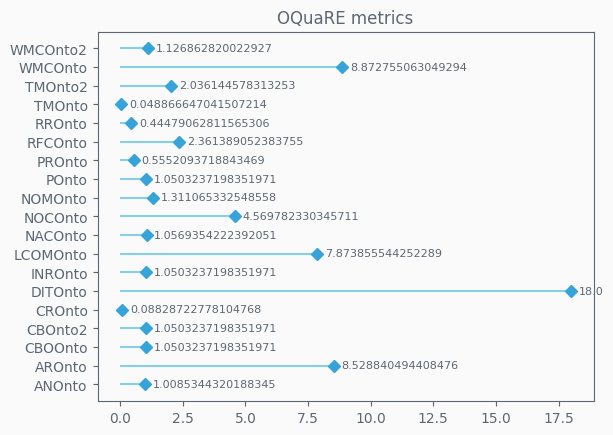 OQuaRE metrics
WMCOnto2 1.126862820022927
WMCOnto 8.872755063049294
TMOnto2 2.036144578313253
TMOnto 0.048866647041507214
RROnto 0.44479062811565306
RFCOnto 2.361389052383755
PROnto 0.5552093718843469
POnto 1.0503237198351971
NOMOnto 1.311065332548558
NOCOnto 4.569782330345711
NACOnto 1.0569354222392051
LCOMOnto 7.873855544252289
INROnto 1.0503237198351971
DITOnto 18.0
CROnto 0.08828722778104768
CBOnto2 1.0503237198351971
CBOOnto 1.0503237198351971
AROnto 8.528840494408476
ANOnto 1.0085344320188345
0.0 2.5 5.0 7.5 10.0 12.5 15.0 17.5